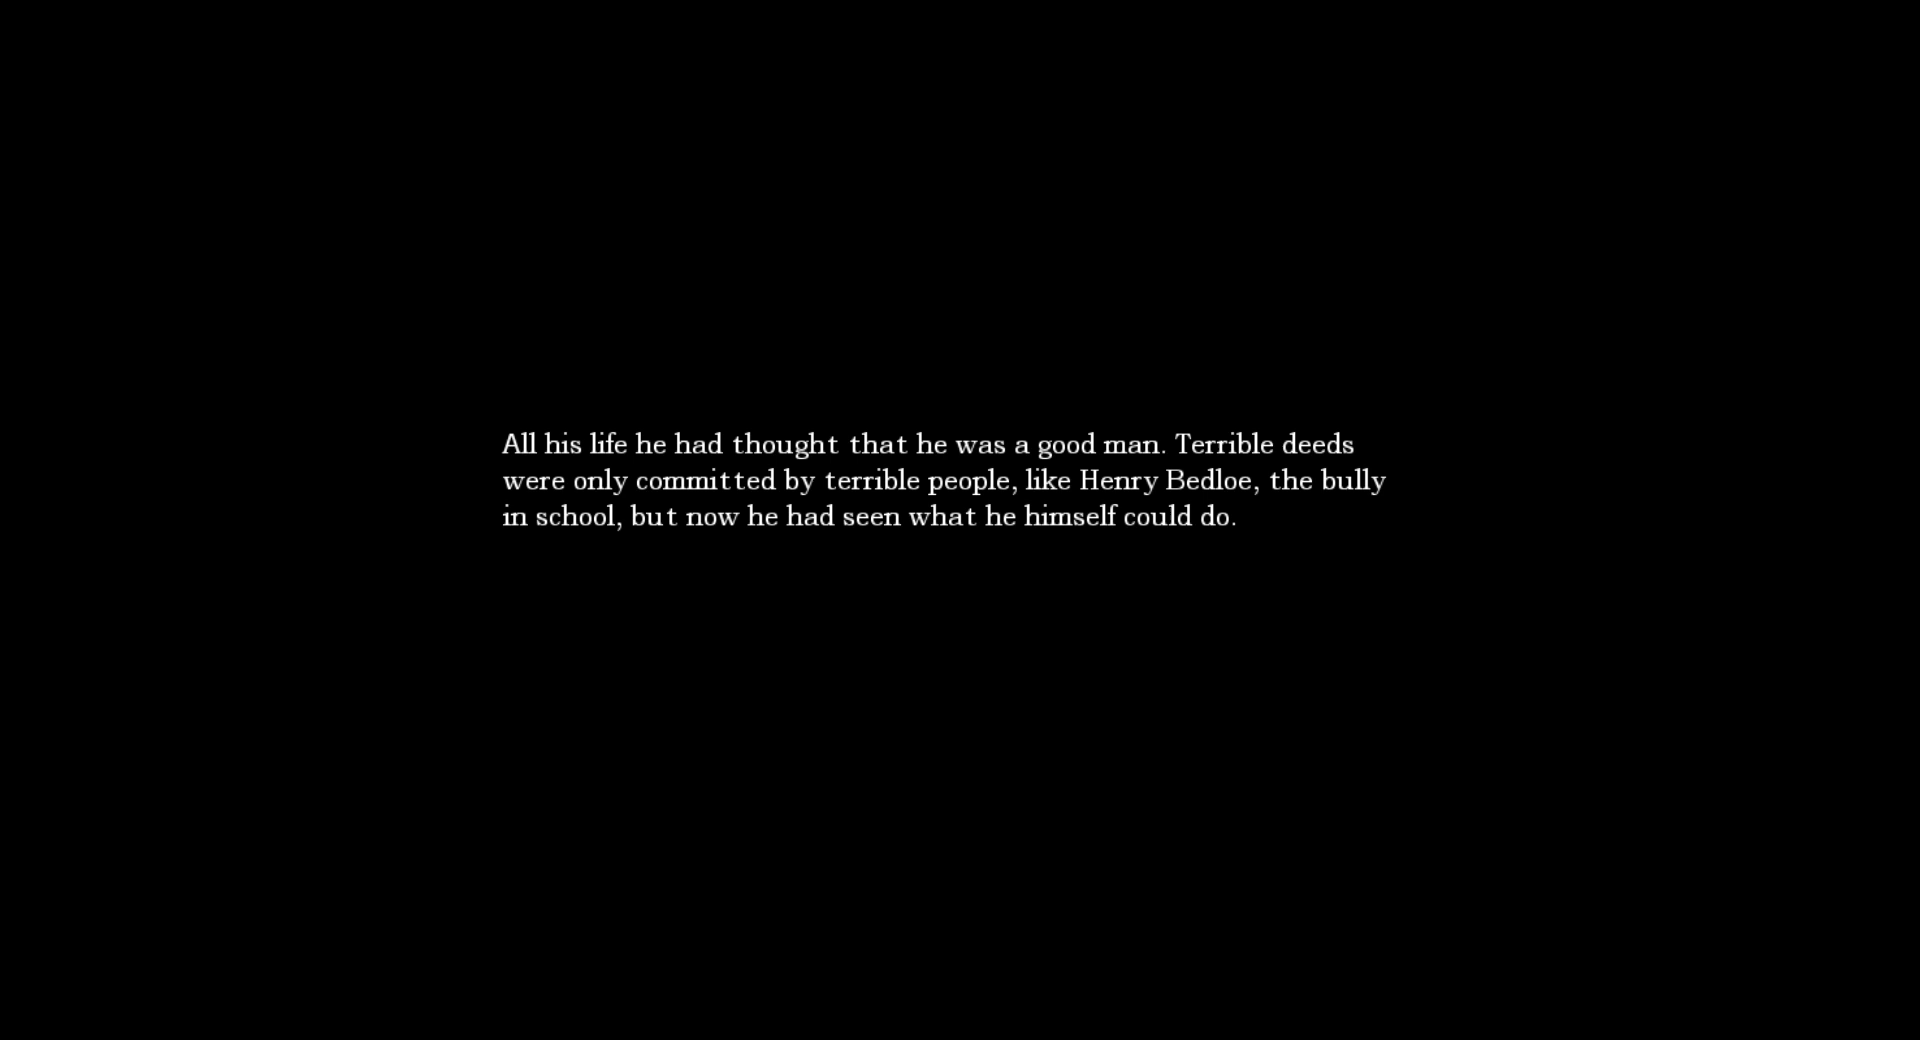 All his life he had thought that he was a good man. Terrible deeds
were only committed by terrible people, like Henry Bedloe, the bully
in school, but now he had seen what he himself could do.